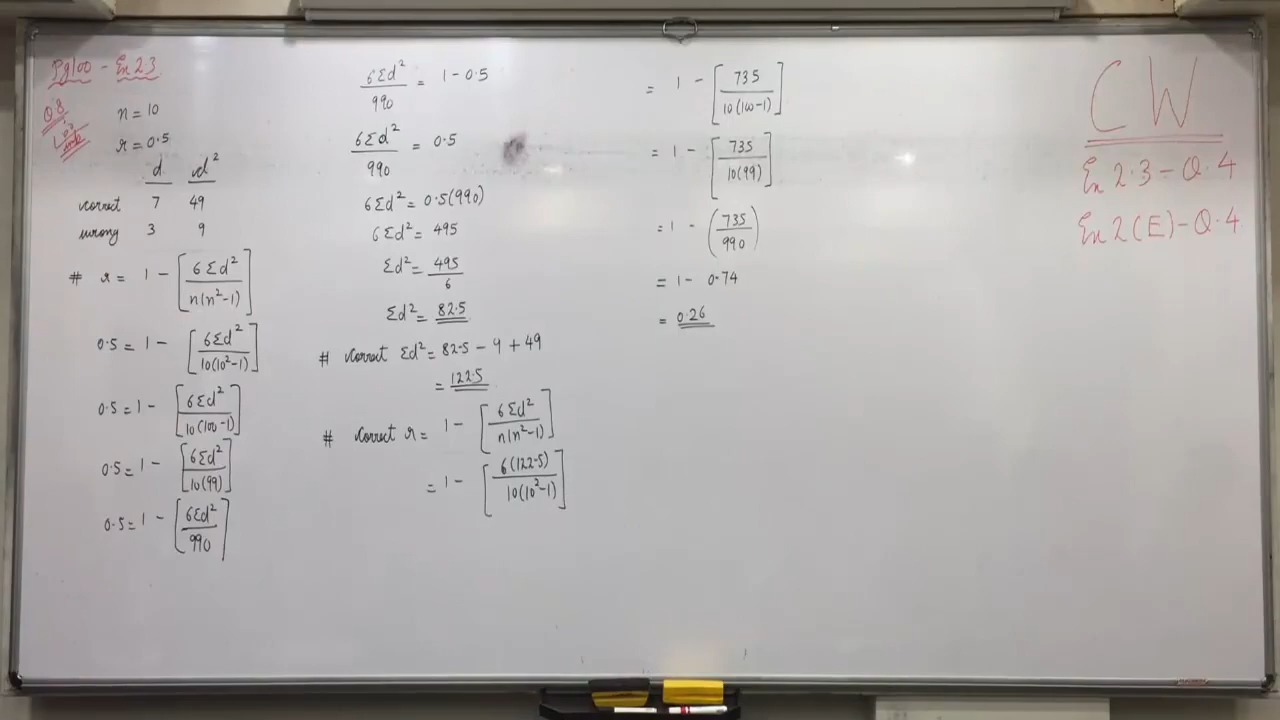 Pg100 - Ex 2.3
Q.8
imp
n = 10
r = 0.5
d d²
correct 7 49
wrong 3 9
# r = 1 - [6Σd² / n(n²-1)]
0.5 = 1 - [6Σd² / 10(10²-1)]
0.5 = 1 - [6Σd² / 10(100-1)]
0.5 = 1 - [6Σd² / 10(99)]
0.5 = 1 - [6Σd² / 990]
6Σd² / 990 = 1 - 0.5
6Σd² / 990 = 0.5
6Σd² = 0.5(990)
6Σd² = 495
Σd² = 495 / 6
Σd² = 82.5
# correct Σd² = 82.5 - 9 + 49
= 122.5
# correct r = 1 - [6Σd² / n(n²-1)]
= 1 - [6(122.5) / 10(10²-1)]
= 1 - [735 / 10(100-1)]
= 1 - [735 / 10(99)]
= 1 - (735 / 990)
= 1 - 0.74
= 0.26
CW
Ex 2.3 - Q.4
Ex 2(E) - Q.4